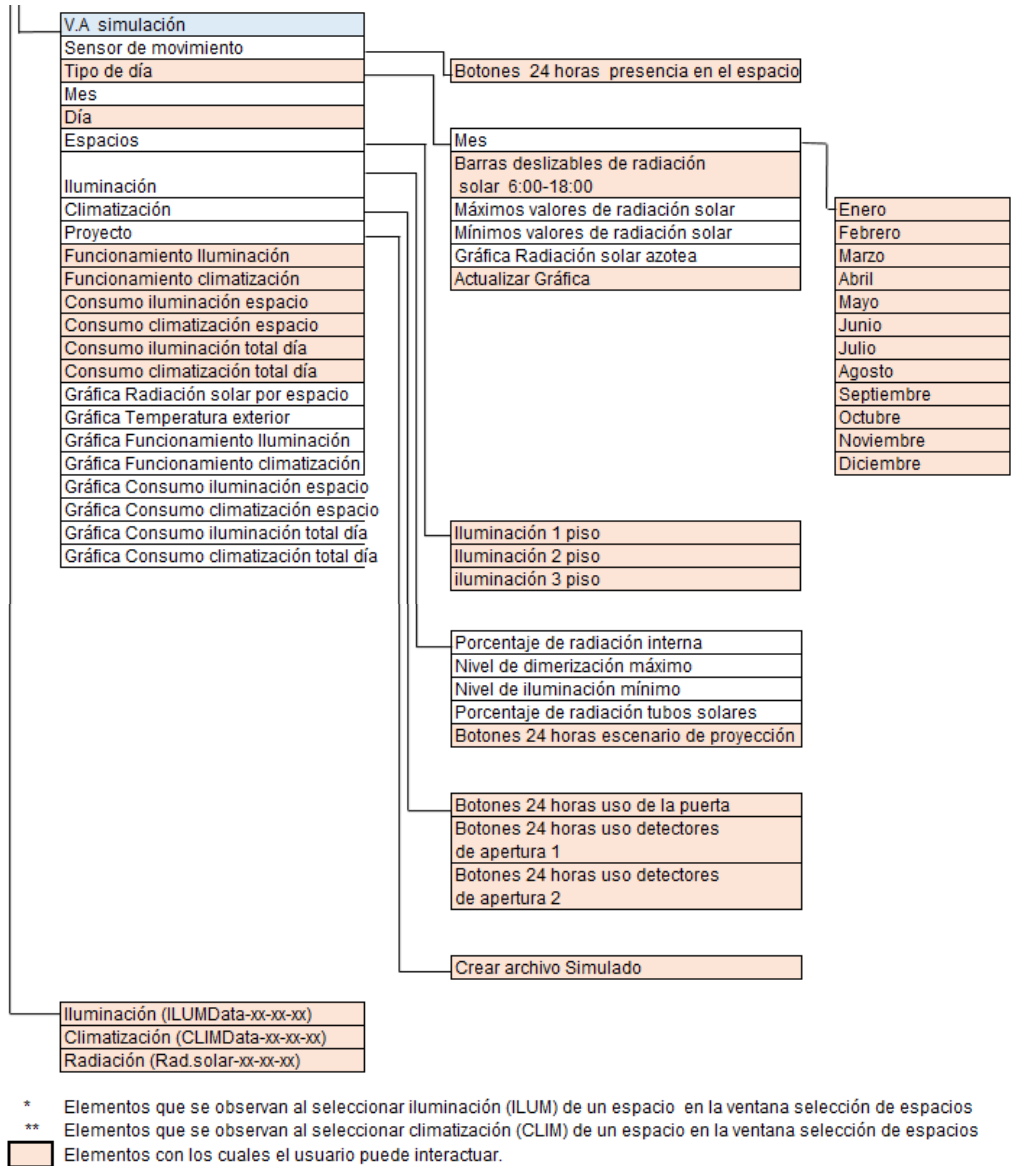 V.A  simulación
Sensor de movimiento
Tipo de día
Mes
Día
Espacios
Iluminación
Climatización
Proyecto
Funcionamiento Iluminación
Funcionamiento climatización
Consumo iluminación espacio
Consumo climatización espacio
Consumo iluminación total día
Consumo climatización total día
Gráfica Radiación solar por espacio
Gráfica Temperatura exterior
Gráfica Funcionamiento Iluminación
Gráfica Funcionamiento climatización
Gráfica Consumo iluminación espacio
Gráfica Consumo climatización espacio
Gráfica Consumo iluminación total día
Gráfica Consumo climatización total día
Botones  24 horas  presencia en el espacio
Mes
Barras deslizables de radiación
solar  6:00-18:00
Máximos valores de radiación solar
Mínimos valores de radiación solar
Gráfica Radiación solar azotea
Actualizar Gráfica
Enero
Febrero
Marzo
Abril
Mayo
Junio
Julio
Agosto
Septiembre
Octubre
Noviembre
Diciembre
Iluminación 1 piso
Iluminación 2 piso
iluminación 3 piso
Porcentaje de radiación interna
Nivel de dimerización máximo
Nivel de iluminación mínimo
Porcentaje de radiación tubos solares
Botones 24 horas escenario de proyección
Botones 24 horas uso de la puerta
Botones 24 horas uso detectores
de apertura 1
Botones 24 horas uso detectores
de apertura 2
Crear archivo Simulado
Iluminación (ILUMData-xx-xx-xx)
Climatización (CLIMData-xx-xx-xx)
Radiación (Rad.solar-xx-xx-xx)
* Elementos que se observan al seleccionar iluminación (ILUM) de un espacio  en la ventana selección de espacios
** Elementos que se observan al seleccionar climatización (CLIM) de un espacio en la ventana selección de espacios
Elementos con los cuales el usuario puede interactuar.